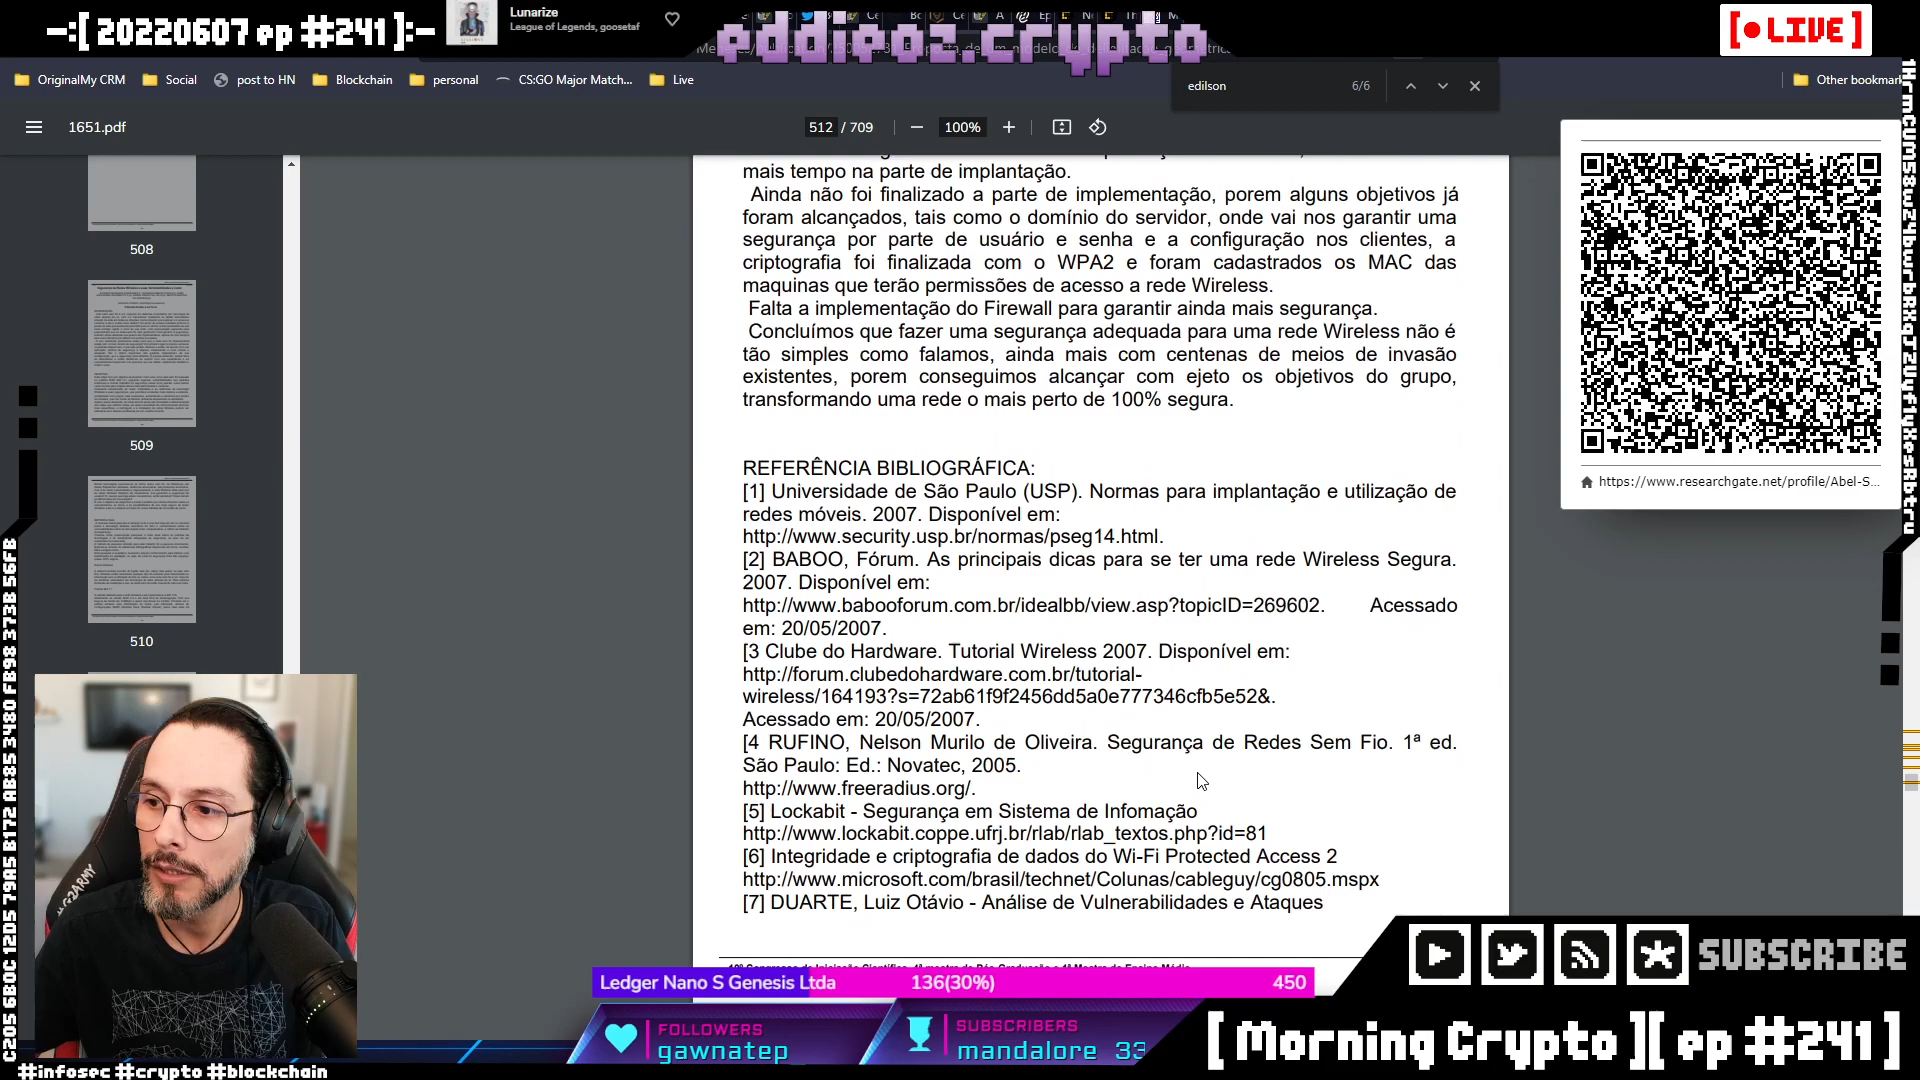 -:[ 20220607 ep #241 ]:-
Lunarize
League of Legends, goosetaf
eddieoz.crypto
[● LIVE ]
OriginalMy CRM
Social
post to HN
Blockchain
personal
CS:GO Major Match...
Live
edilson
6/6
Other bookmar
1651.pdf
512 / 709
100%
508
509
510
mais tempo na parte de implantação.
Ainda não foi finalizado a parte de implementação, porem alguns objetivos já
foram alcançados, tais como o domínio do servidor, onde vai nos garantir uma
segurança por parte de usuário e senha e a configuração nos clientes, a
criptografia foi finalizada com o WPA2 e foram cadastrados os MAC das
maquinas que terão permissões de acesso a rede Wireless.
Falta a implementação do Firewall para garantir ainda mais segurança.
Concluímos que fazer uma segurança adequada para uma rede Wireless não é
tão simples como falamos, ainda mais com centenas de meios de invasão
existentes, porem conseguimos alcançar com ejeto os objetivos do grupo,
transformando uma rede o mais perto de 100% segura.
REFERÊNCIA BIBLIOGRÁFICA:
[1] Universidade de São Paulo (USP). Normas para implantação e utilização de
redes móveis. 2007. Disponível em:
http://www.security.usp.br/normas/pseg14.html.
[2] BABOO, Fórum. As principais dicas para se ter uma rede Wireless Segura.
2007. Disponível em:
http://www.babooforum.com.br/idealbb/view.asp?topicID=269602. Acessado
em: 20/05/2007.
[3 Clube do Hardware. Tutorial Wireless 2007. Disponível em:
http://forum.clubedohardware.com.br/tutorial-
wireless/164193?s=72ab61f9f2456dd5a0e777346cfb5e52&.
Acessado em: 20/05/2007.
[4 RUFINO, Nelson Murilo de Oliveira. Segurança de Redes Sem Fio. 1ª ed.
São Paulo: Ed.: Novatec, 2005.
http://www.freeradius.org/.
[5] Lockabit - Segurança em Sistema de Infomação
http://www.lockabit.coppe.ufrj.br/rlab/rlab_textos.php?id=81
[6] Integridade e criptografia de dados do Wi-Fi Protected Access 2
http://www.microsoft.com/brasil/technet/Colunas/cableguy/cg0805.mspx
[7] DUARTE, Luiz Otávio - Análise de Vulnerabilidades e Ataques
https://www.researchgate.net/profile/Abel-S...
C205 6B0C 12D5 79A5 B172 AB85 3480 FB98 373B 56FB
Ledger Nano S Genesis Ltda
136(30%)
450
FOLLOWERS
gawnatep
SUBSCRIBERS
mandalore 33
SUBSCRIBE
[ Morning Crypto ][ ep #241 ]
#infosec #crypto #blockchain